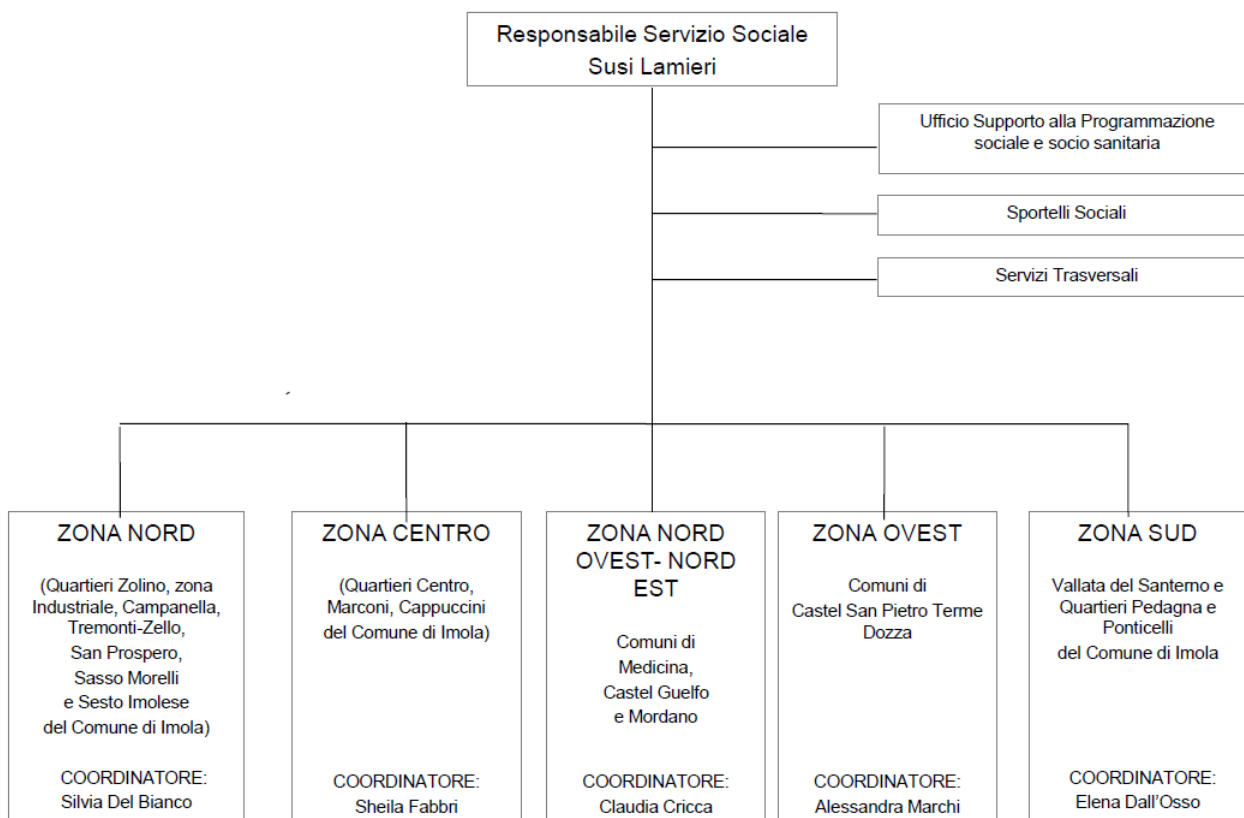 Responsabile Servizio Sociale
Susi Lamieri
Ufficio Supporto alla Programmazione
sociale e socio sanitaria
Sportelli Sociali
Servizi Trasversali
ZONA NORD
(Quartieri Zolino, zona
Industriale, Campanella,
Tremonti-Zello,
San Prospero,
Sasso Morelli
e Sesto Imolese
del Comune di Imola)
COORDINATORE:
Silvia Del Bianco
ZONA CENTRO
(Quartieri Centro,
Marconi, Cappuccini
del Comune di Imola)
COORDINATORE:
Sheila Fabbri
ZONA NORD
OVEST- NORD
EST
Comuni di
Medicina,
Castel Guelfo
e Mordano
COORDINATORE:
Claudia Cricca
ZONA OVEST
Comuni di
Castel San Pietro Terme
Dozza
COORDINATORE:
Alessandra Marchi
ZONA SUD
Vallata del Santerno e
Quartieri Pedagna e
Ponticelli
del Comune di Imola
COORDINATORE:
Elena Dall'Osso